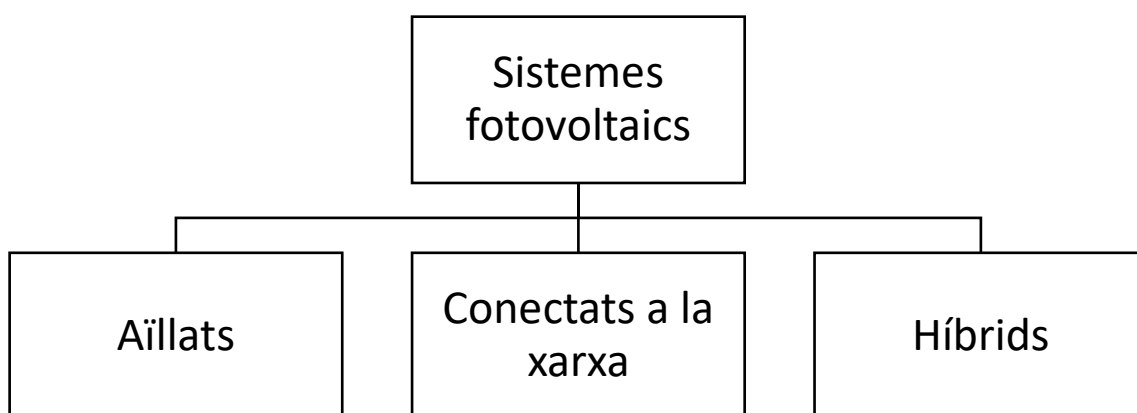 Sistemes
fotovoltaics
Aïllats
Conectats a la
xarxa
Híbrids